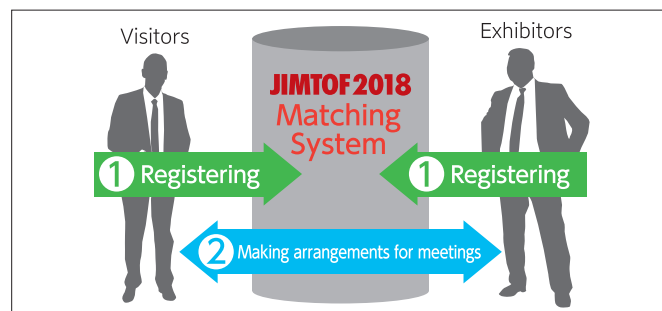 Visitors
Exhibitors
JIMTOF2018
Matching
System
1 Registering
1 Registering
2 Making arrangements for meetings